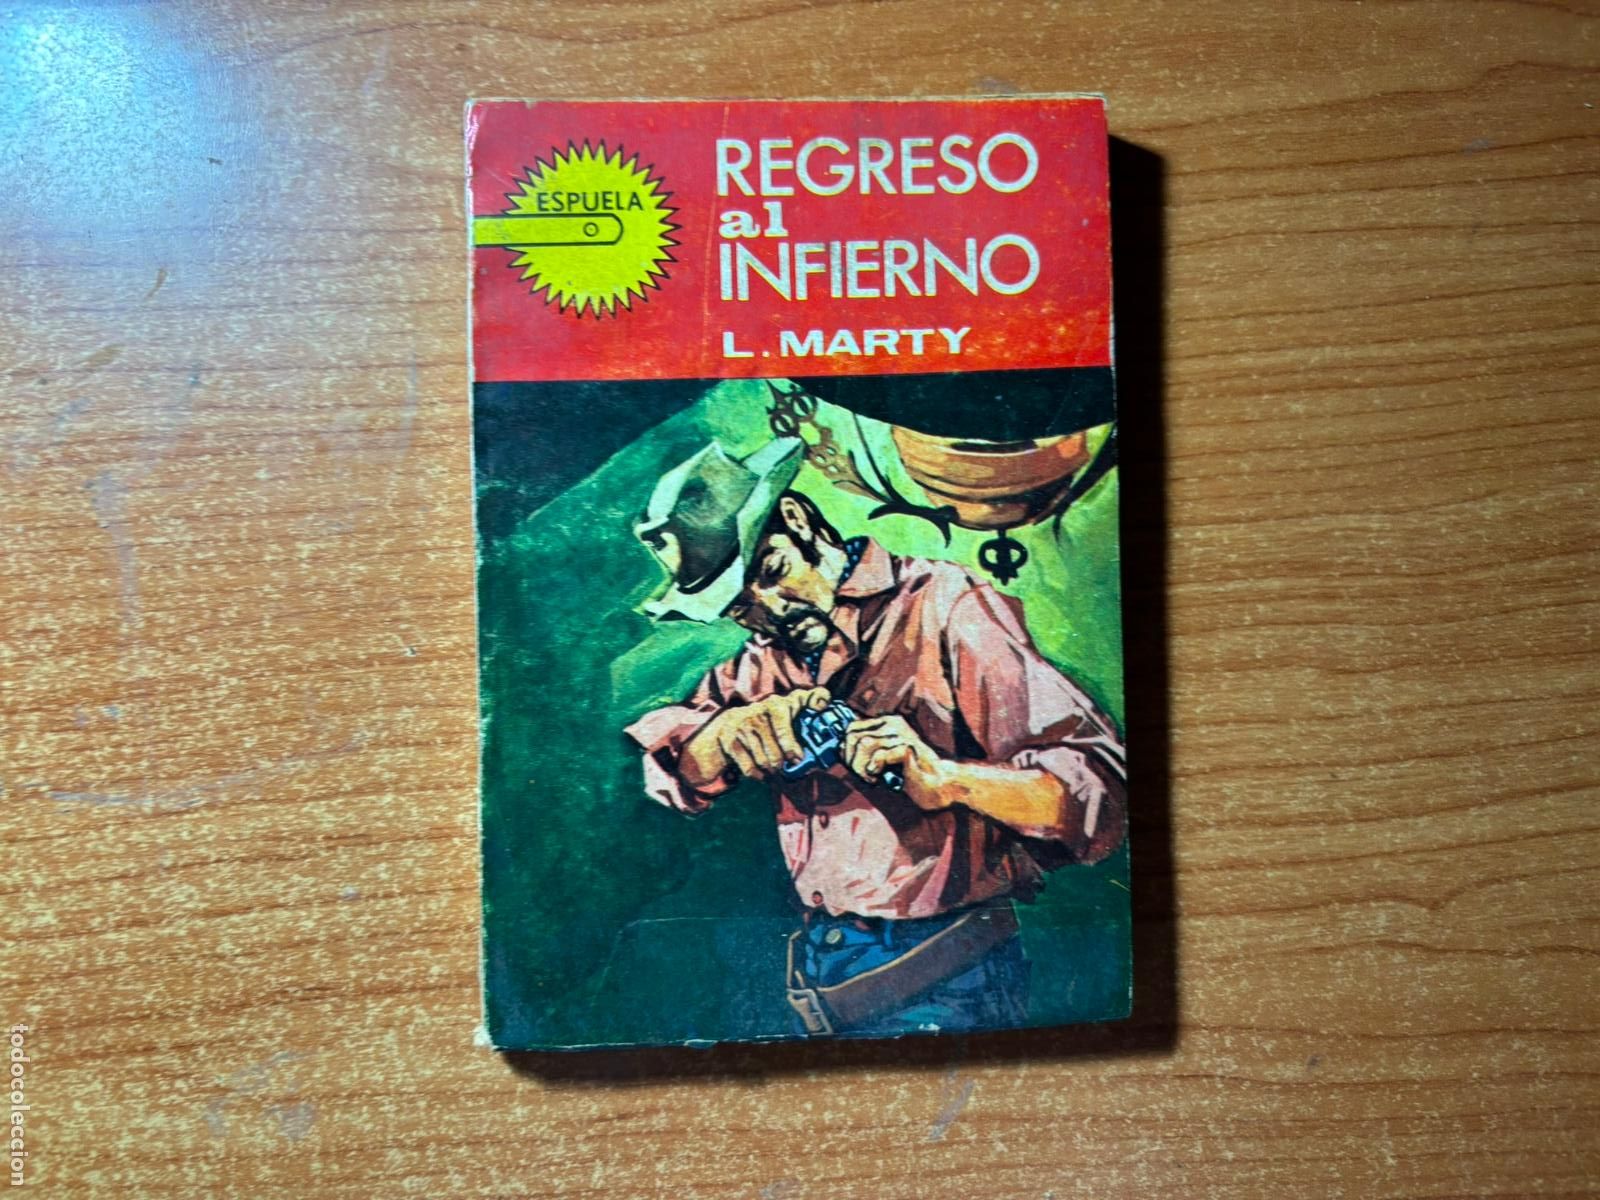 ESPUELA
REGRESO
al
INFIERNO
L. MARTY
todocoleccion